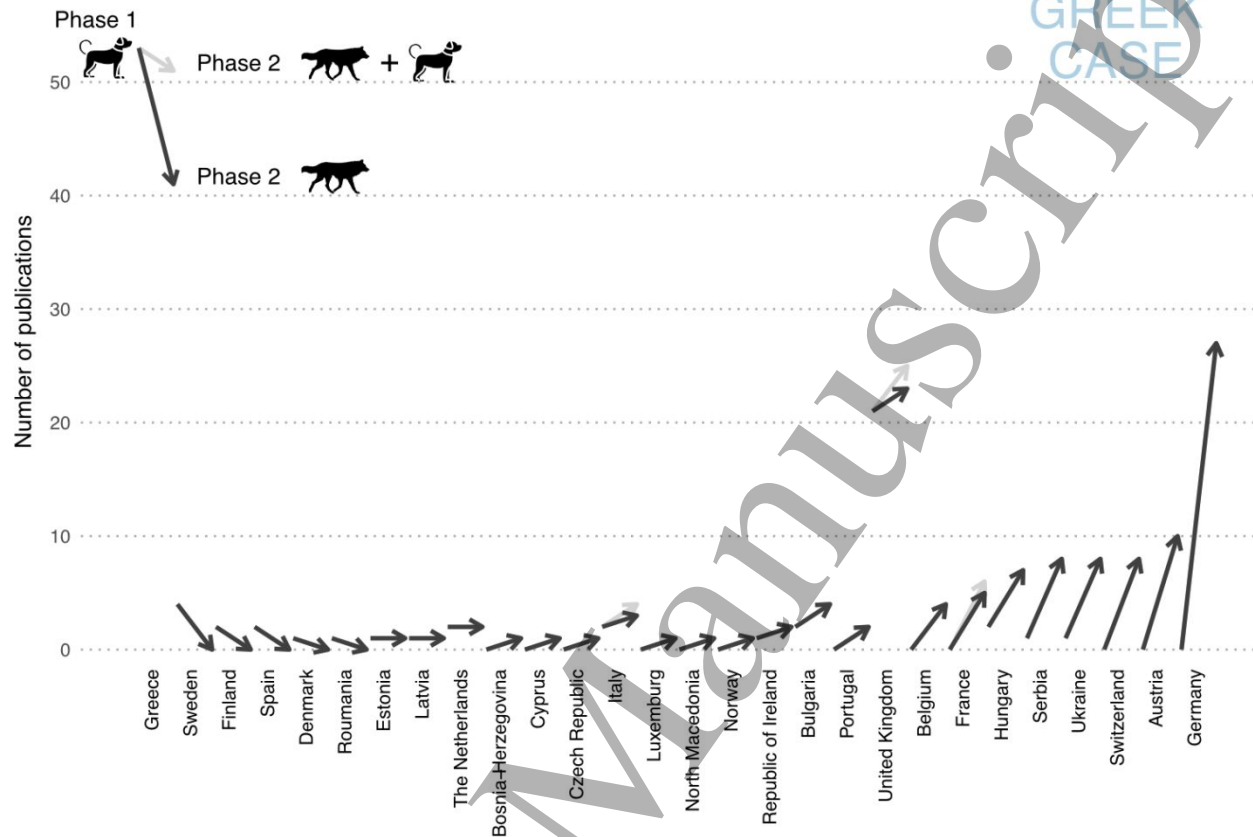 Phase 1
GREEK
CASE
Phase 2 +
Phase 2
Number of publications
50
40
30
20
10
0
Greece
Sweden
Finland
Spain
Denmark
Roumania
Estonia
Latvia
The Netherlands
Bosnia-Herzegovina
Cyprus
Czech Republic
Italy
Luxemburg
North Macedonia
Norway
Republic of Ireland
Bulgaria
Portugal
United Kingdom
Belgium
France
Hungary
Serbia
Ukraine
Switzerland
Austria
Germany
Manuscrip